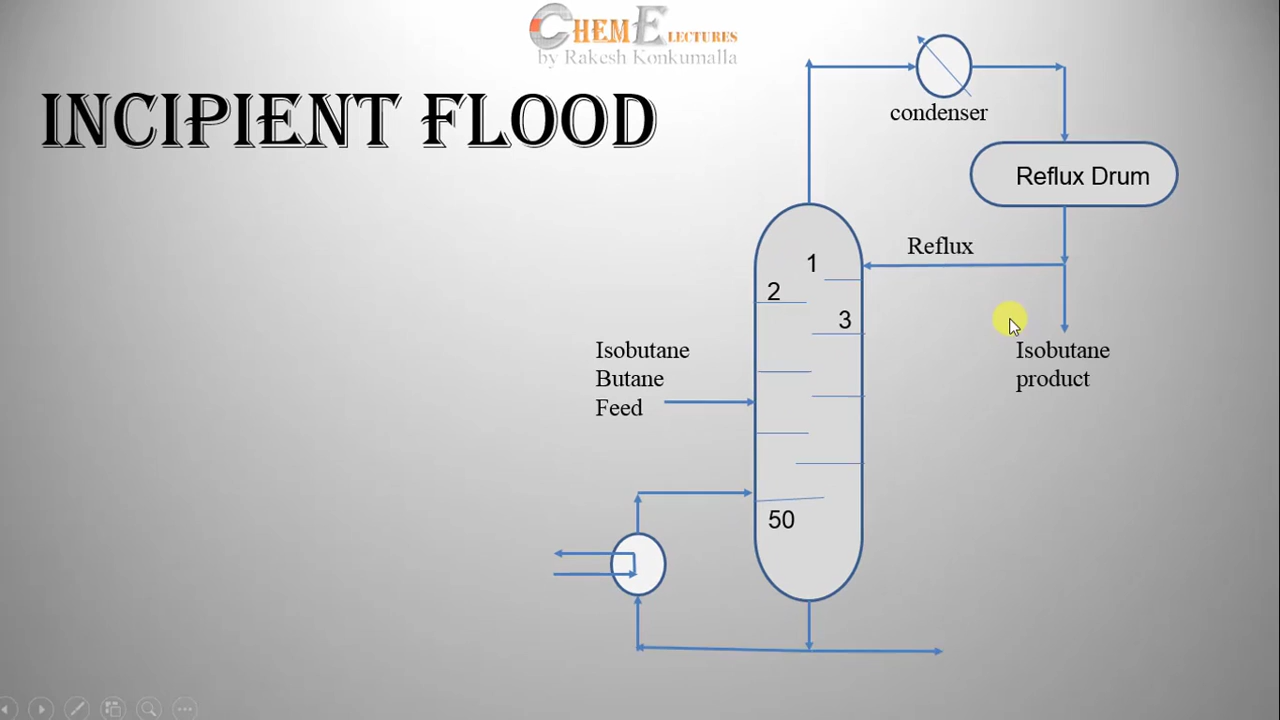 CHEME LECTURES
by Rakesh Konkumalla
INCIPIENT FLOOD
condenser
Reflux Drum
Reflux
1
2
3
Isobutane
Butane
Feed
Isobutane
product
50